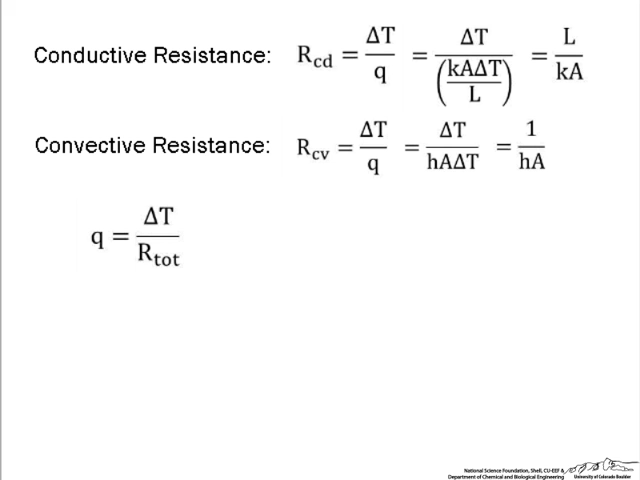 Conductive Resistance: R_cd = ΔT/q = ΔT/(kAΔT/L) = L/kA
Convective Resistance: R_cv = ΔT/q = ΔT/hAΔT = 1/hA
q = ΔT/R_tot
National Science Foundation, Shell, CU-EEF &
Department of Chemical and Biological Engineering
University of Colorado Boulder